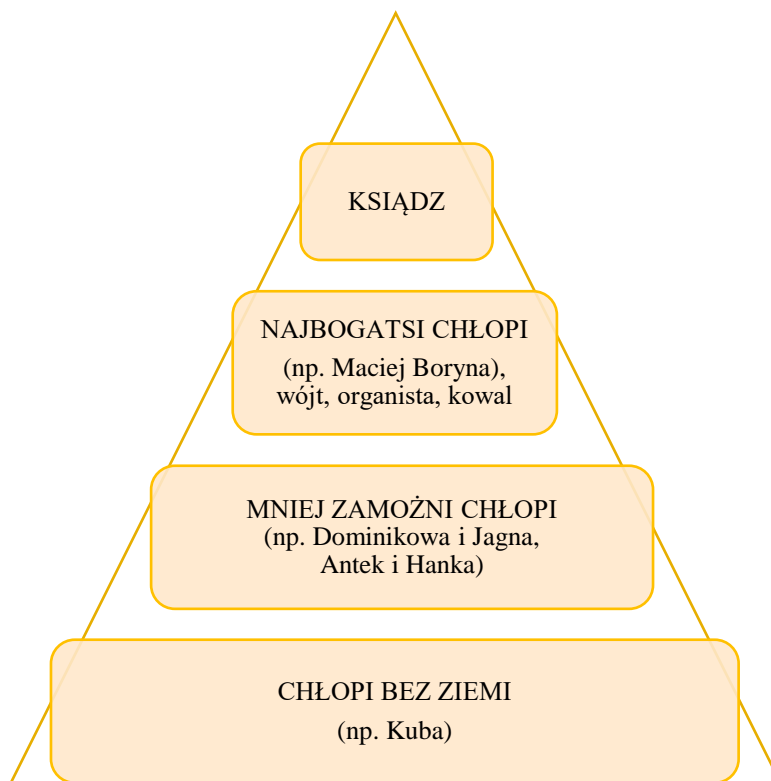 KSIĄDZ
NAJBOGATSI CHŁOPI
(np. Maciej Boryna),
wójt, organista, kowal
MNIEJ ZAMOŻNI CHŁOPI
(np. Dominikowa i Jagna,
Antek i Hanka)
CHŁOPI BEZ ZIEMI
(np. Kuba)